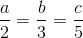 a/2 = b/3 = c/5